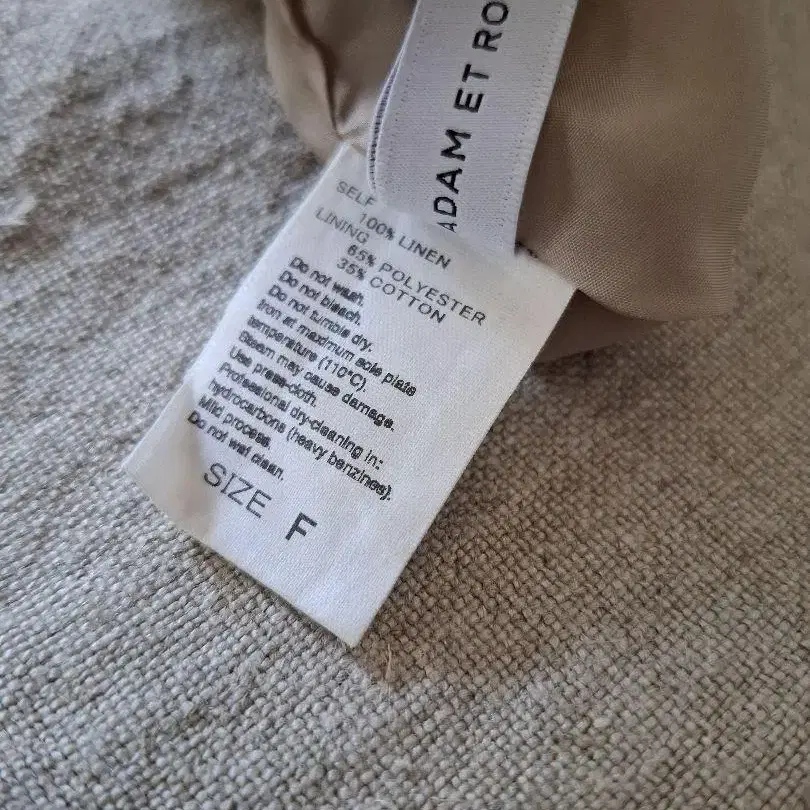 ADAM ET RO
SELF
100% LINEN
LINING
65% POLYESTER
35% COTTON
Do not wash.
Do not bleach.
Do not tumble dry.
Iron at maximum sole plate
temperature (110°C).
Steam may cause damage.
Use press-cloth.
Professional dry-cleaning in:
hydrocarbons (heavy benzines).
Mild process.
Do not wet clean.
SIZE F